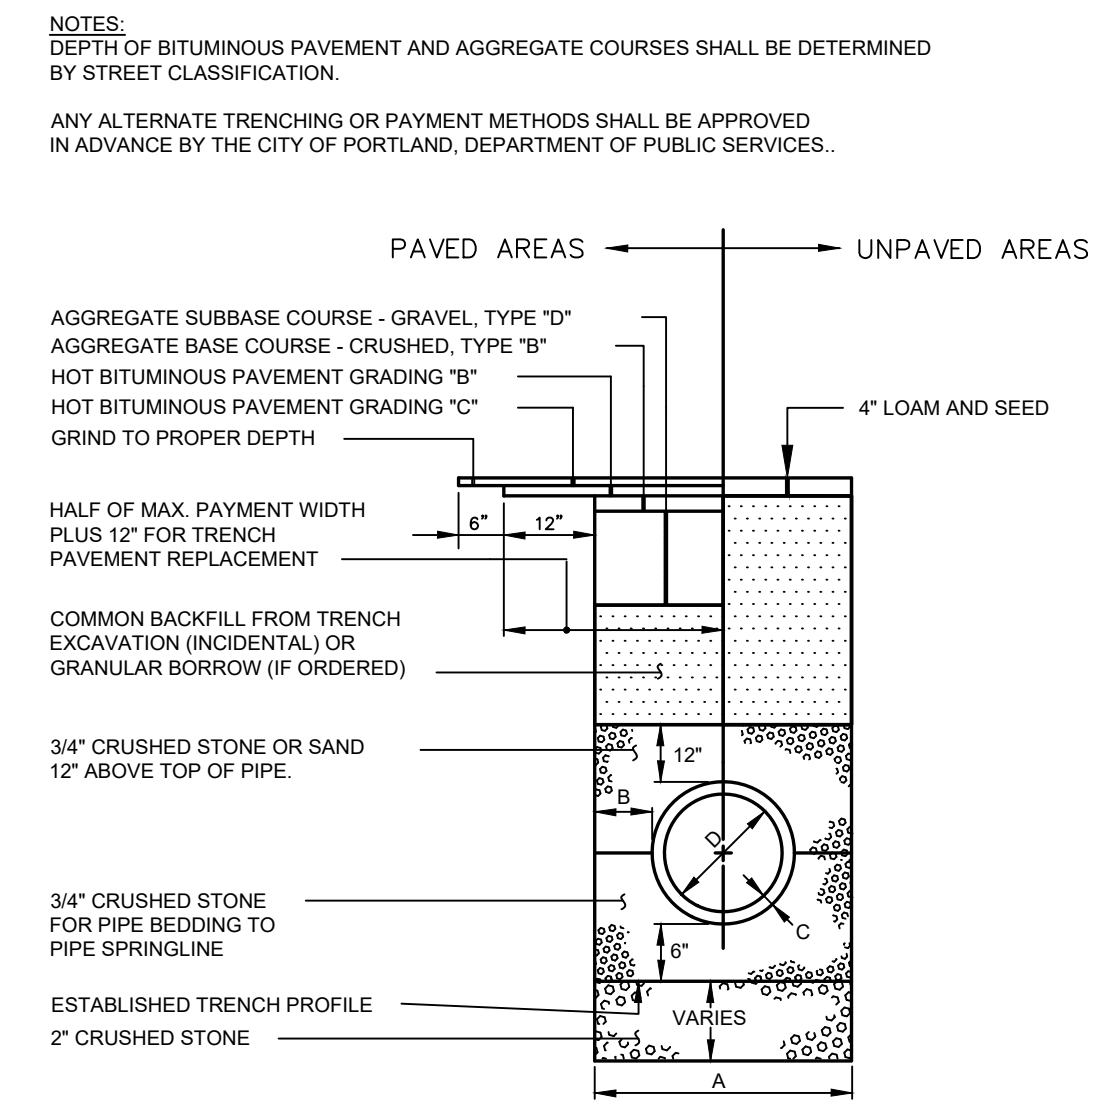 NOTES:
DEPTH OF BITUMINOUS PAVEMENT AND AGGREGATE COURSES SHALL BE DETERMINED
BY STREET CLASSIFICATION.
ANY ALTERNATE TRENCHING OR PAYMENT METHODS SHALL BE APPROVED
IN ADVANCE BY THE CITY OF PORTLAND, DEPARTMENT OF PUBLIC SERVICES..
PAVED AREAS
UNPAVED AREAS
AGGREGATE SUBBASE COURSE - GRAVEL, TYPE "D"
AGGREGATE BASE COURSE - CRUSHED, TYPE "B"
HOT BITUMINOUS PAVEMENT GRADING "B"
HOT BITUMINOUS PAVEMENT GRADING "C"
GRIND TO PROPER DEPTH
4" LOAM AND SEED
HALF OF MAX. PAYMENT WIDTH
PLUS 12" FOR TRENCH
PAVEMENT REPLACEMENT
6"
12"
COMMON BACKFILL FROM TRENCH
EXCAVATION (INCIDENTAL) OR
GRANULAR BORROW (IF ORDERED)
3/4" CRUSHED STONE OR SAND
12" ABOVE TOP OF PIPE.
12"
B
D
C
3/4" CRUSHED STONE
FOR PIPE BEDDING TO
PIPE SPRINGLINE
6"
ESTABLISHED TRENCH PROFILE
2" CRUSHED STONE
VARIES
A